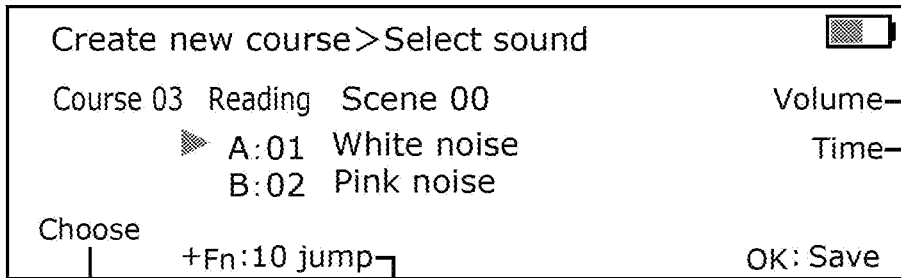 Create new course>Select sound
Course 03 Reading Scene 00
Volume
A:01 White noise
Time
B:02 Pink noise
Choose
+Fn:10 jump
OK: Save